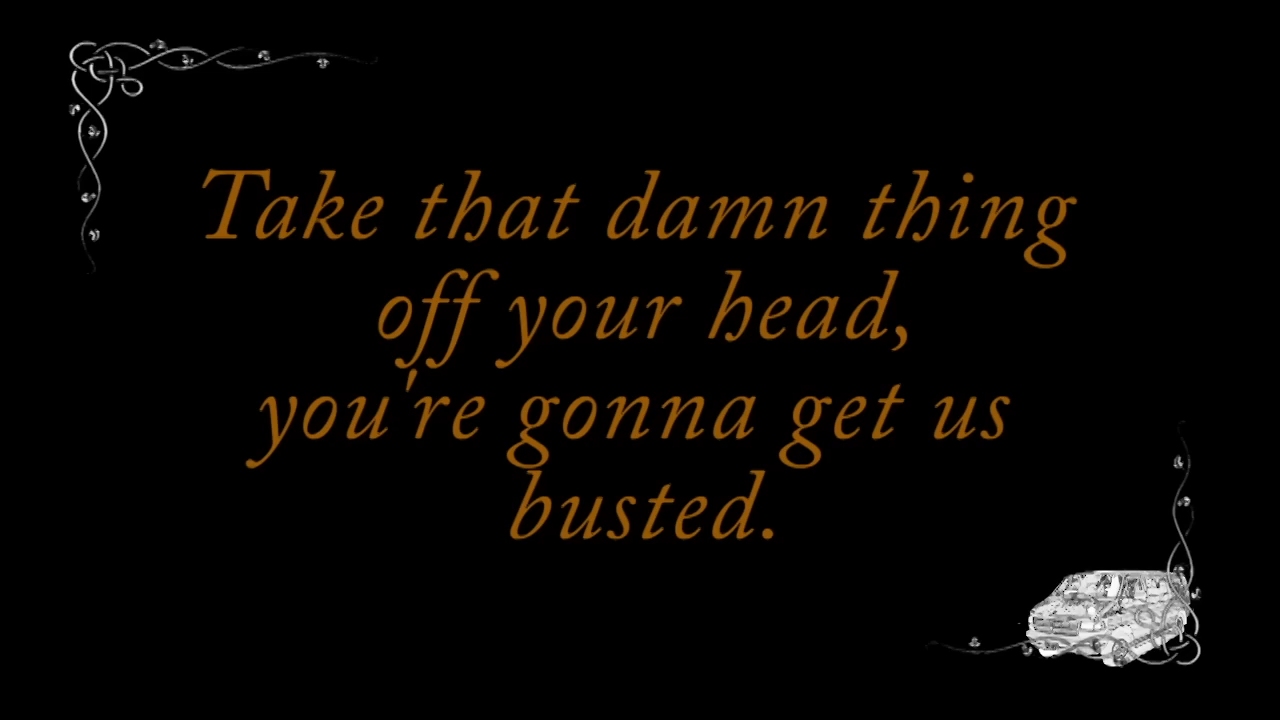 Take that damn thing
off your head,
you're gonna get us
busted.